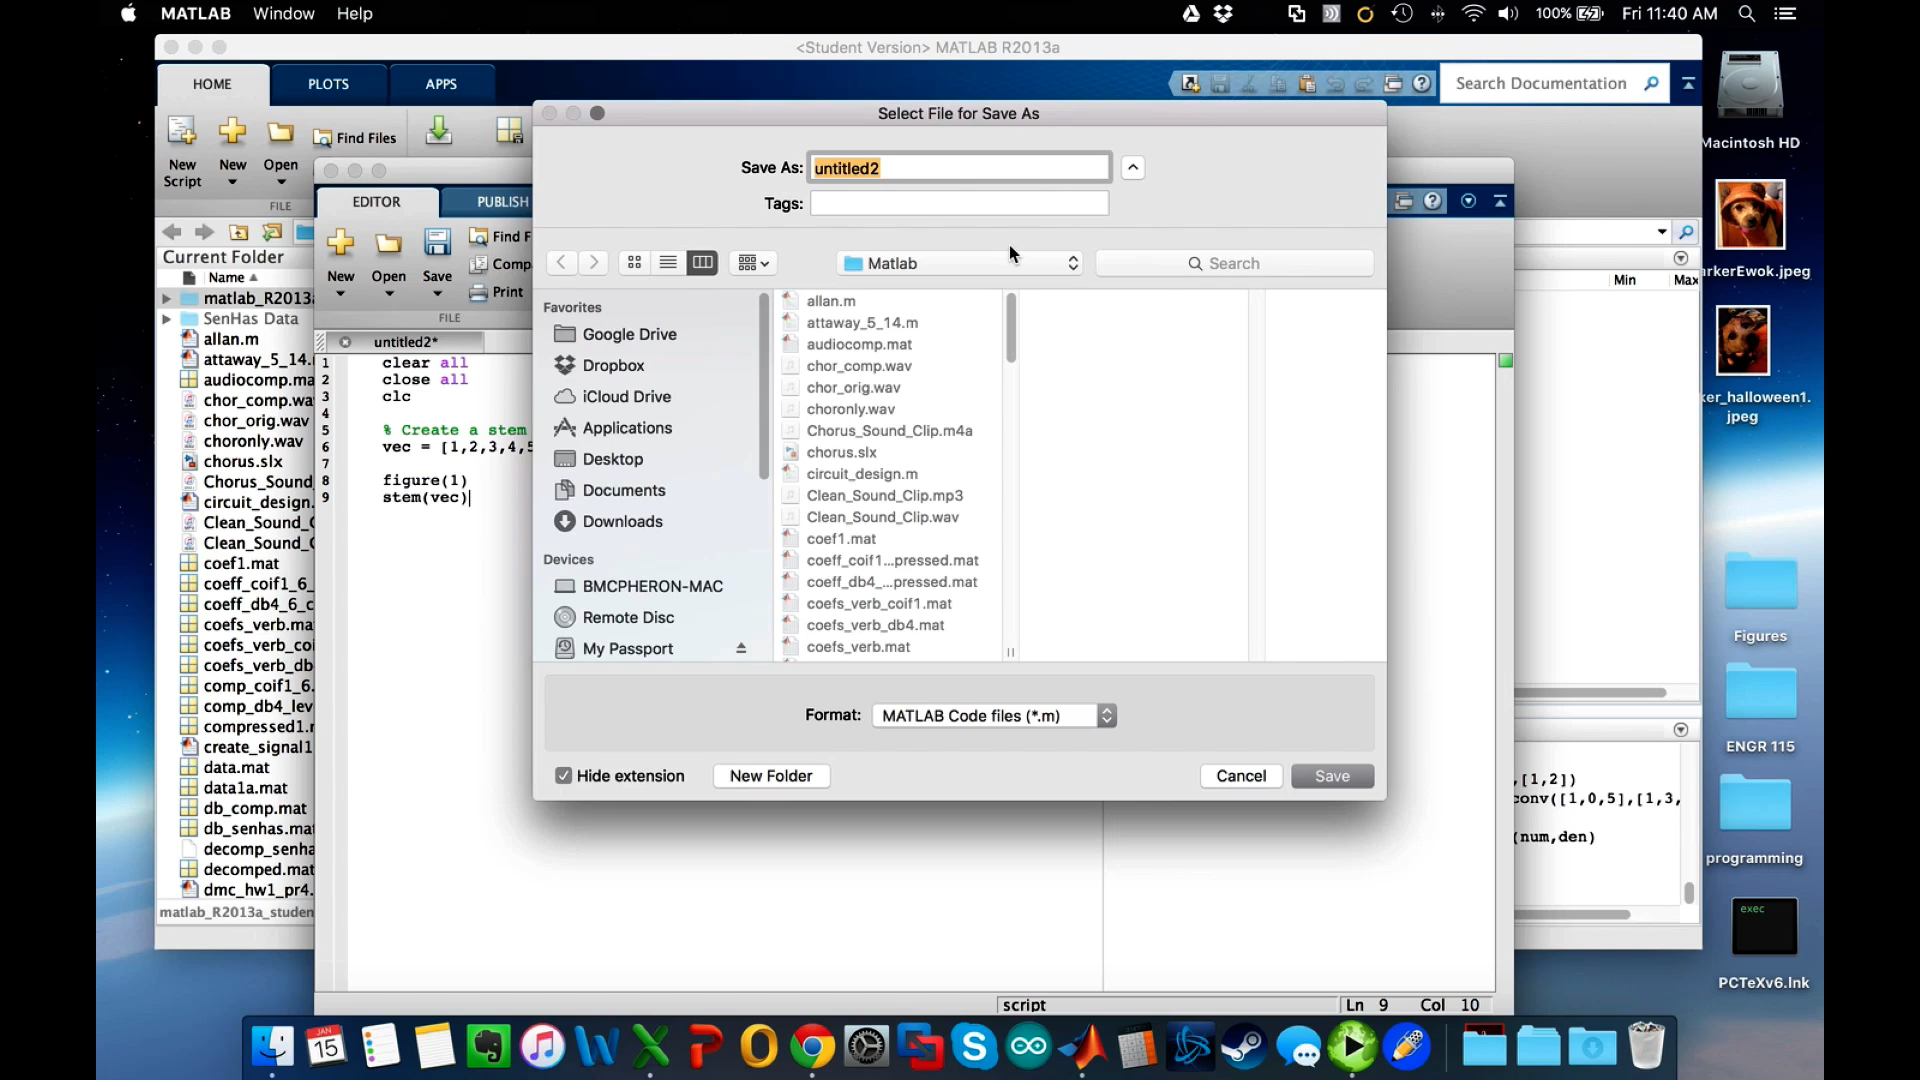 MATLAB Window Help
100% Fri 11:40 AM
<Student Version> MATLAB R2013a
HOME PLOTS APPS
Search Documentation
New Script
New
Open
Find Files
FILE
Current Folder
Name
matlab_R2013a
SenHas Data
allan.m
attaway_5_14.
audiocomp.ma
chor_comp.wa
chor_orig.wav
choronly.wav
chorus.slx
Chorus_Sound_
circuit_design.
Clean_Sound_C
Clean_Sound_C
coef1.mat
coeff_coif1_6_
coeff_db4_6_c
coefs_verb.ma
coefs_verb_coi
coefs_verb_db
comp_coif1_6.
comp_db4_lev
compressed1.m
create_signal1
data.mat
data1a.mat
db_comp.mat
db_senhas.mat
decomp_senha
decomped.mat
dmc_hw1_pr4.
matlab_R2013a_studen
EDITOR PUBLISH
New
Open
Save
Find F
Comp
Print
FILE
untitled2*
1 clear all
2 close all
3 clc
4
5 % Create a stem
6 vec = [1,2,3,4,5
7
8 figure(1)
9 stem(vec)
Select File for Save As
Save As: untitled2
Tags:
Matlab
Search
Favorites
Google Drive
Dropbox
iCloud Drive
Applications
Desktop
Documents
Downloads
Devices
BMCPHERON-MAC
Remote Disc
My Passport
allan.m
attaway_5_14.m
audiocomp.mat
chor_comp.wav
chor_orig.wav
choronly.wav
Chorus_Sound_Clip.m4a
chorus.slx
circuit_design.m
Clean_Sound_Clip.mp3
Clean_Sound_Clip.wav
coef1.mat
coeff_coif1...pressed.mat
coeff_db4_...pressed.mat
coefs_verb_coif1.mat
coefs_verb_db4.mat
coefs_verb.mat
Format: MATLAB Code files (*.m)
Hide extension
New Folder
Cancel
Save
Min Max
,[1,2])
conv([1,0,5],[1,3,
(num,den)
script
Ln 9 Col 10
Macintosh HD
arkerEwok.jpeg
ker_halloween1.
jpeg
Figures
ENGR 115
programming
exec
PCTeXv6.lnk
JAN
15